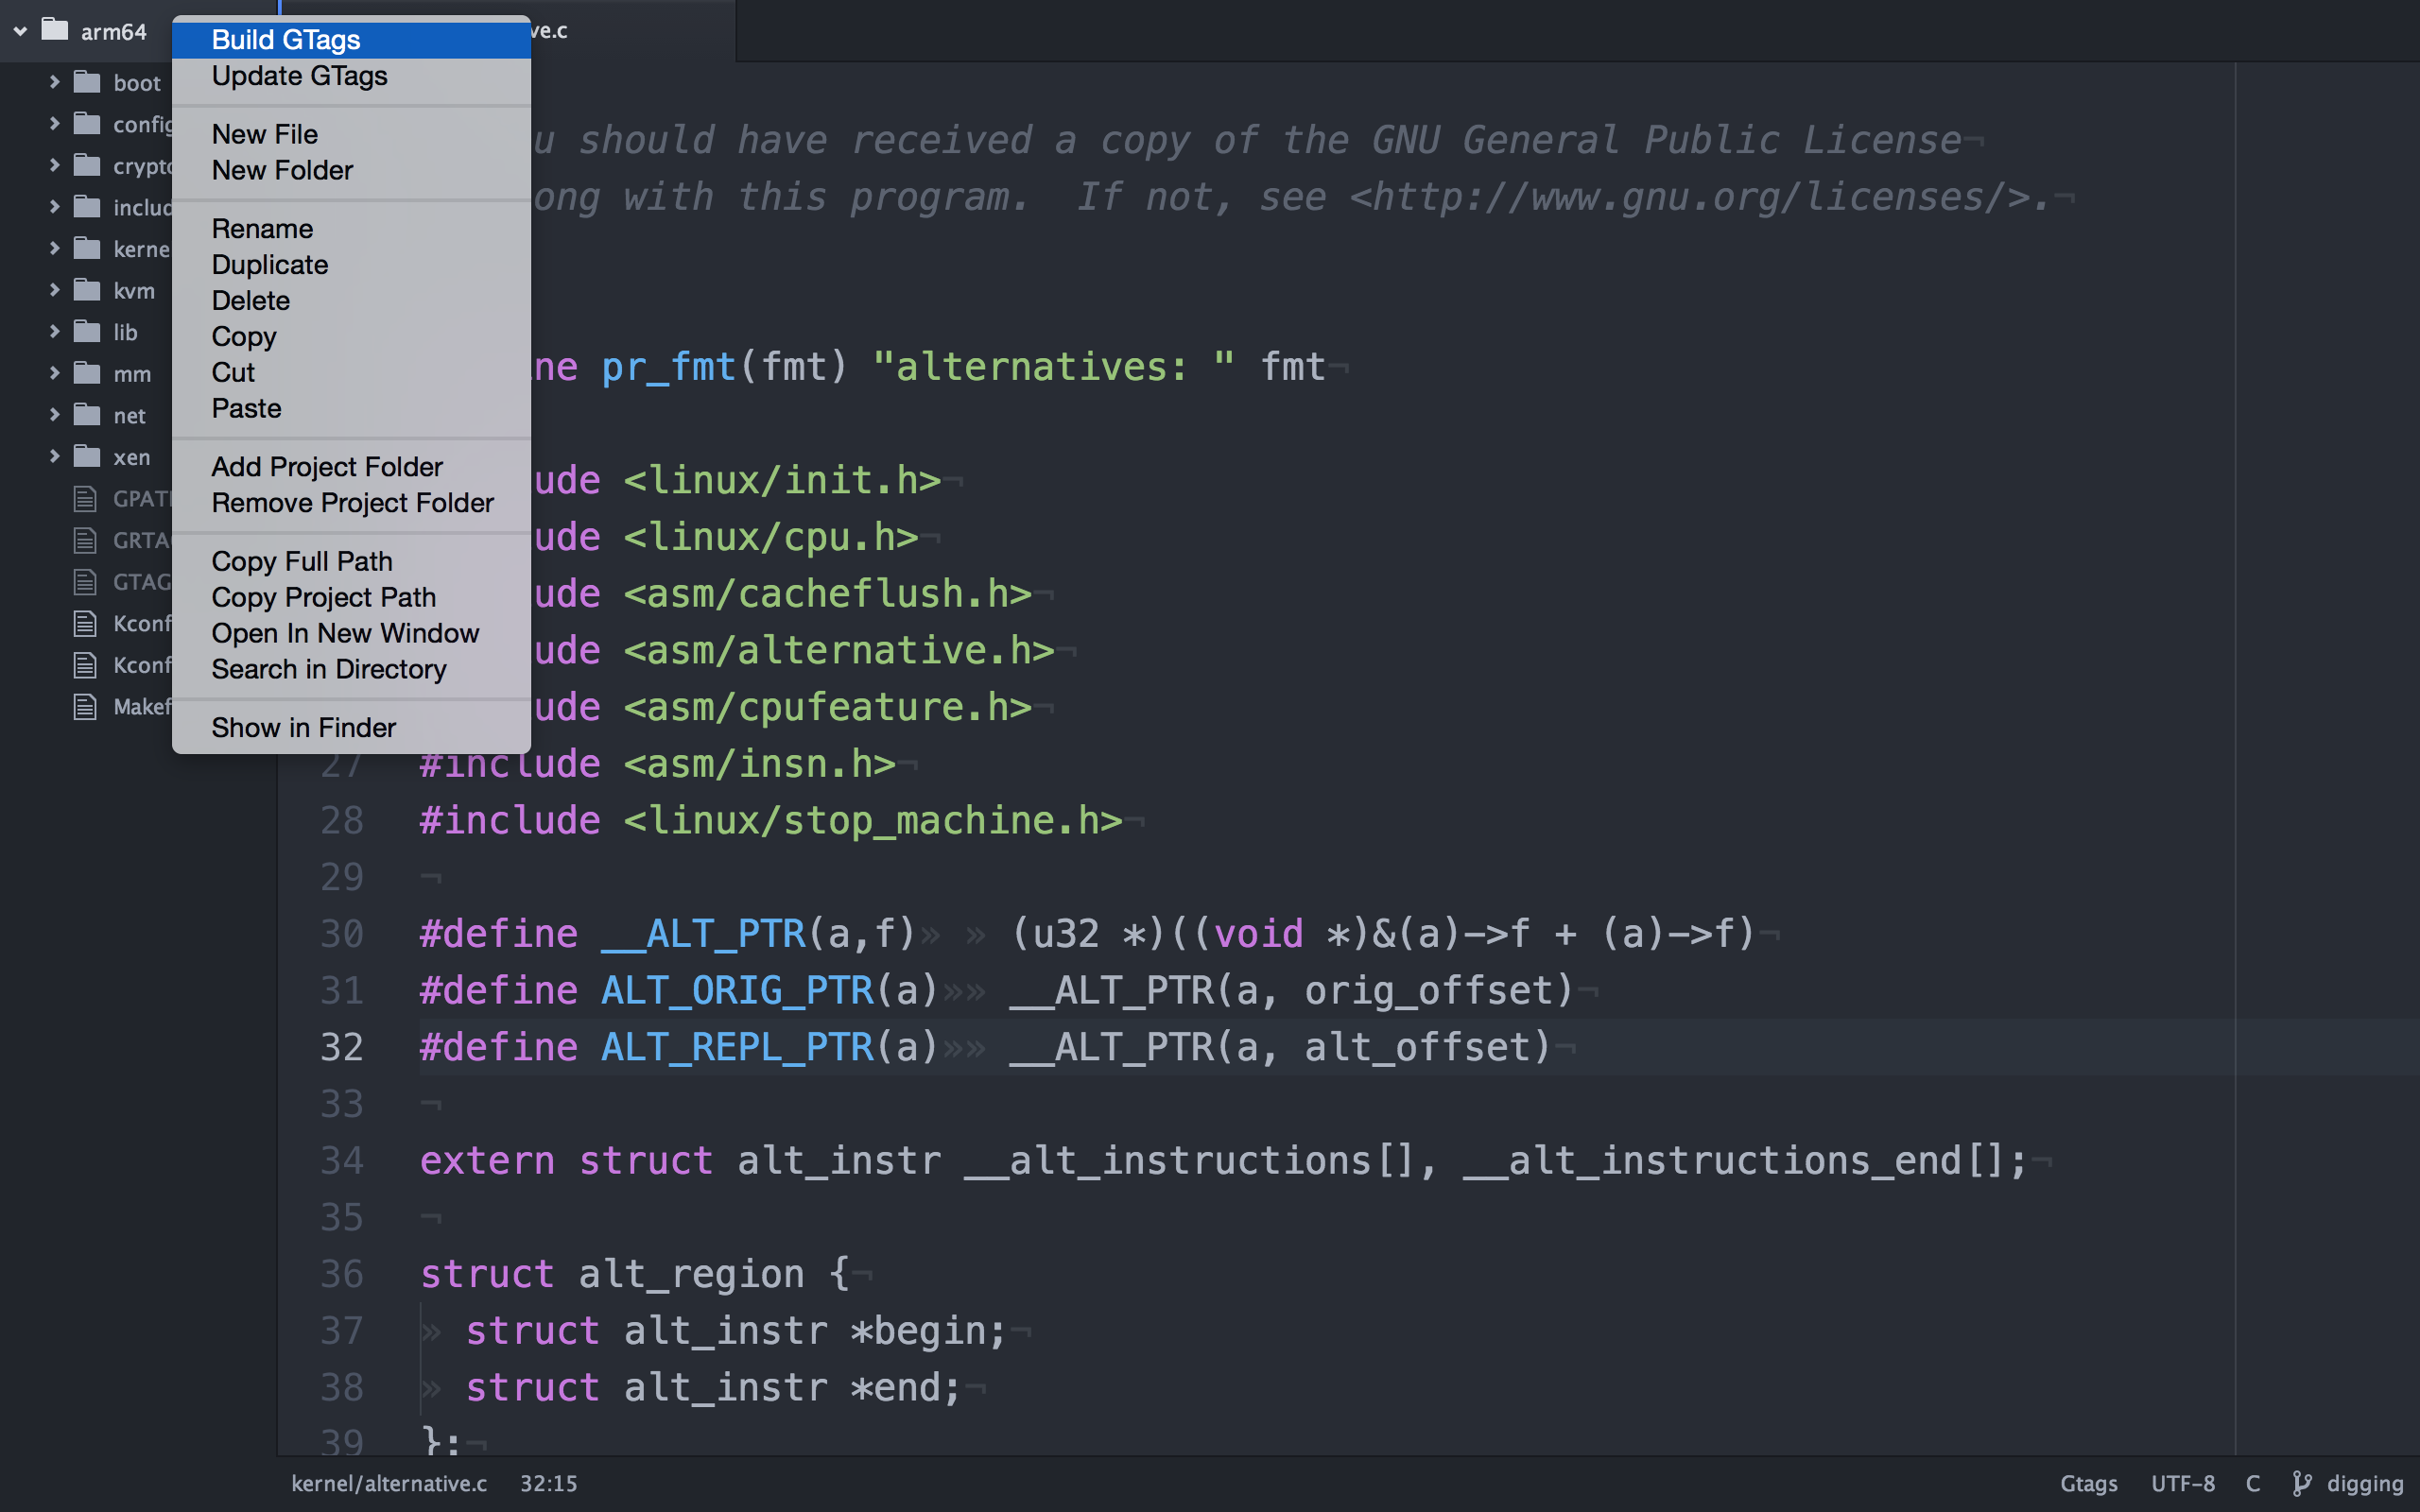 arm64
boot
config
crypto
includ
kerne
kvm
lib
mm
net
xen
GPAT
GRTA
GTAG
Kconf
Kconf
Makef
Build GTags
Update GTags
New File
New Folder
Rename
Duplicate
Delete
Copy
Cut
Paste
Add Project Folder
Remove Project Folder
Copy Full Path
Copy Project Path
Open In New Window
Search in Directory
Show in Finder
ve.c
u should have received a copy of the GNU General Public License¬
ong with this program.  If not, see <http://www.gnu.org/licenses/>.¬
ne pr_fmt(fmt) "alternatives: " fmt¬
ude <linux/init.h>¬
ude <linux/cpu.h>¬
ude <asm/cacheflush.h>¬
ude <asm/alternative.h>¬
ude <asm/cpufeature.h>¬
27 #include <asm/insn.h>¬
28 #include <linux/stop_machine.h>¬
29 ¬
30 #define __ALT_PTR(a,f)» » (u32 *)((void *)&(a)->f + (a)->f)¬
31 #define ALT_ORIG_PTR(a)»» __ALT_PTR(a, orig_offset)¬
32 #define ALT_REPL_PTR(a)»» __ALT_PTR(a, alt_offset)¬
33 ¬
34 extern struct alt_instr __alt_instructions[], __alt_instructions_end[];¬
35 ¬
36 struct alt_region {¬
37 » struct alt_instr *begin;¬
38 » struct alt_instr *end;¬
39 };¬
kernel/alternative.c 32:15 Gtags UTF-8 C digging